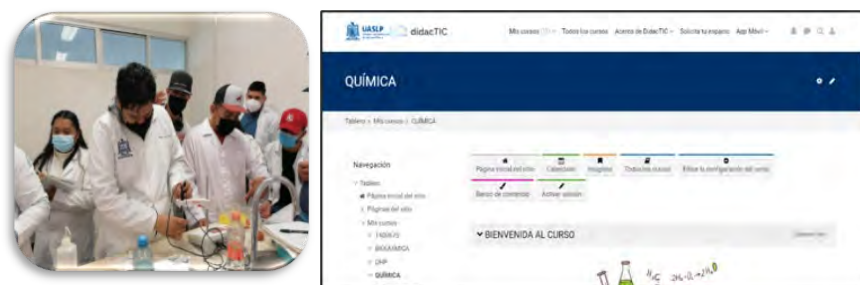 UASLP
didacTIC
Mis cursos
Todos los cursos
Acerca de DidacTIC
Solicita tu espacio
App Móvil
QUÍMICA
Tablero
Mis cursos
QUÍMICA
Navegación
Tablero
Página inicial del sitio
Páginas del sitio
Mis cursos
BIOQUÍMICA
DHP
QUÍMICA
Página inicial del sitio
Calendario
Insignias
Todos los cursos
Editar la configuración del curso
Banco de contenido
Activar edición
BIENVENIDA AL CURSO